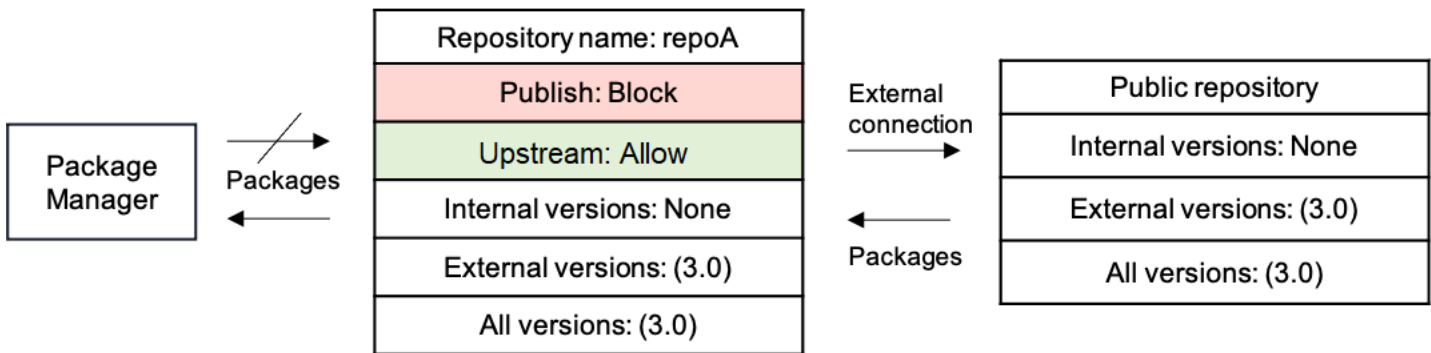 Package
Manager
Packages
Repository name: repoA
Publish: Block
Upstream: Allow
Internal versions: None
External versions: (3.0)
All versions: (3.0)
External
connection
Packages
Public repository
Internal versions: None
External versions: (3.0)
All versions: (3.0)